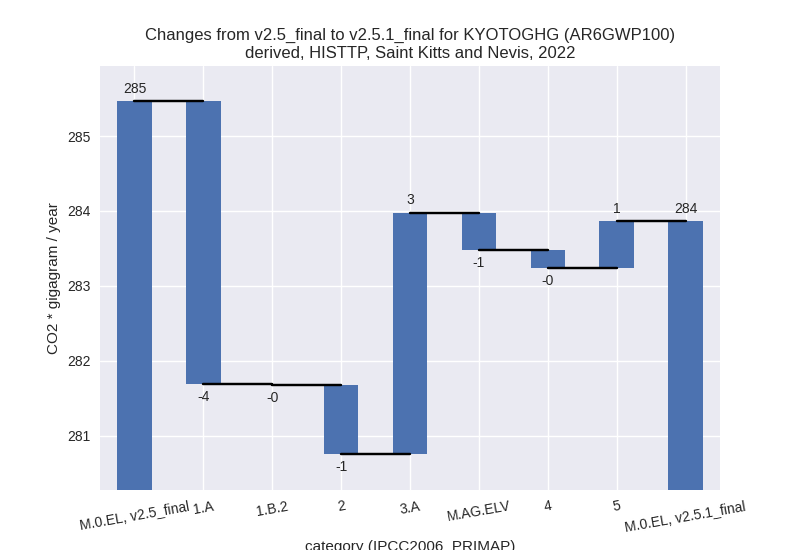 Changes from v2.5_final to v2.5.1_final for KYOTOGHG (AR6GWP100)
derived, HISTTP, Saint Kitts and Nevis, 2022
CO2 * gigagram / year
285
284
283
282
281
285
-4
-0
-1
3
-1
-0
1
284
M.0.EL, v2.5_final
1.A
1.B.2
2
3.A
M.AG.ELV
4
5
M.0.EL, v2.5.1_final
category (IPCC2006_PRIMAP)